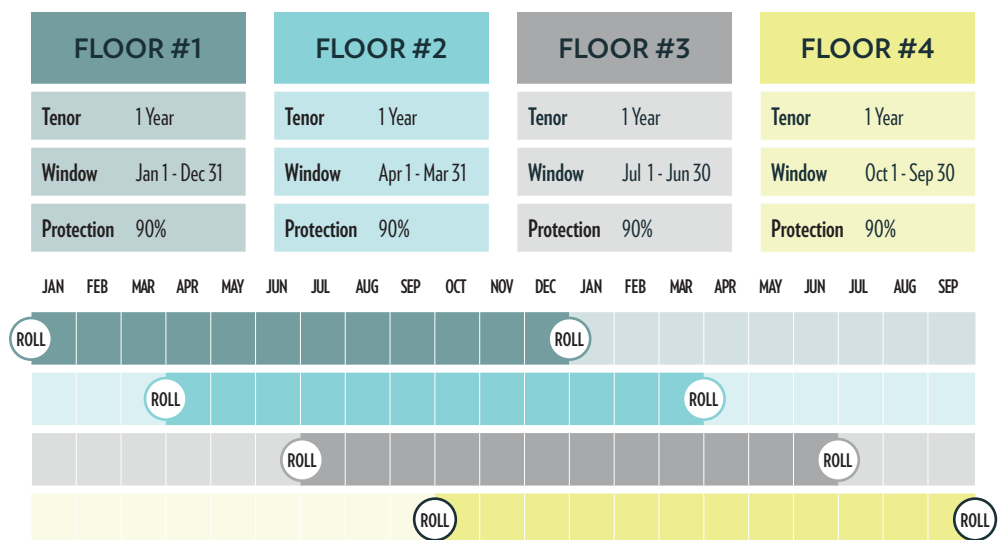 FLOOR #1 FLOOR #2 FLOOR #3 FLOOR #4
Tenor 1 Year Tenor 1 Year Tenor 1 Year Tenor 1 Year
Window Jan 1 - Dec 31 Window Apr 1 - Mar 31 Window Jul 1 - Jun 30 Window Oct 1 - Sep 30
Protection 90% Protection 90% Protection 90% Protection 90%
JAN FEB MAR APR MAY JUN JUL AUG SEP OCT NOV DEC JAN FEB MAR APR MAY JUN JUL AUG SEP
ROLL ROLL
ROLL ROLL
ROLL ROLL
ROLL ROLL